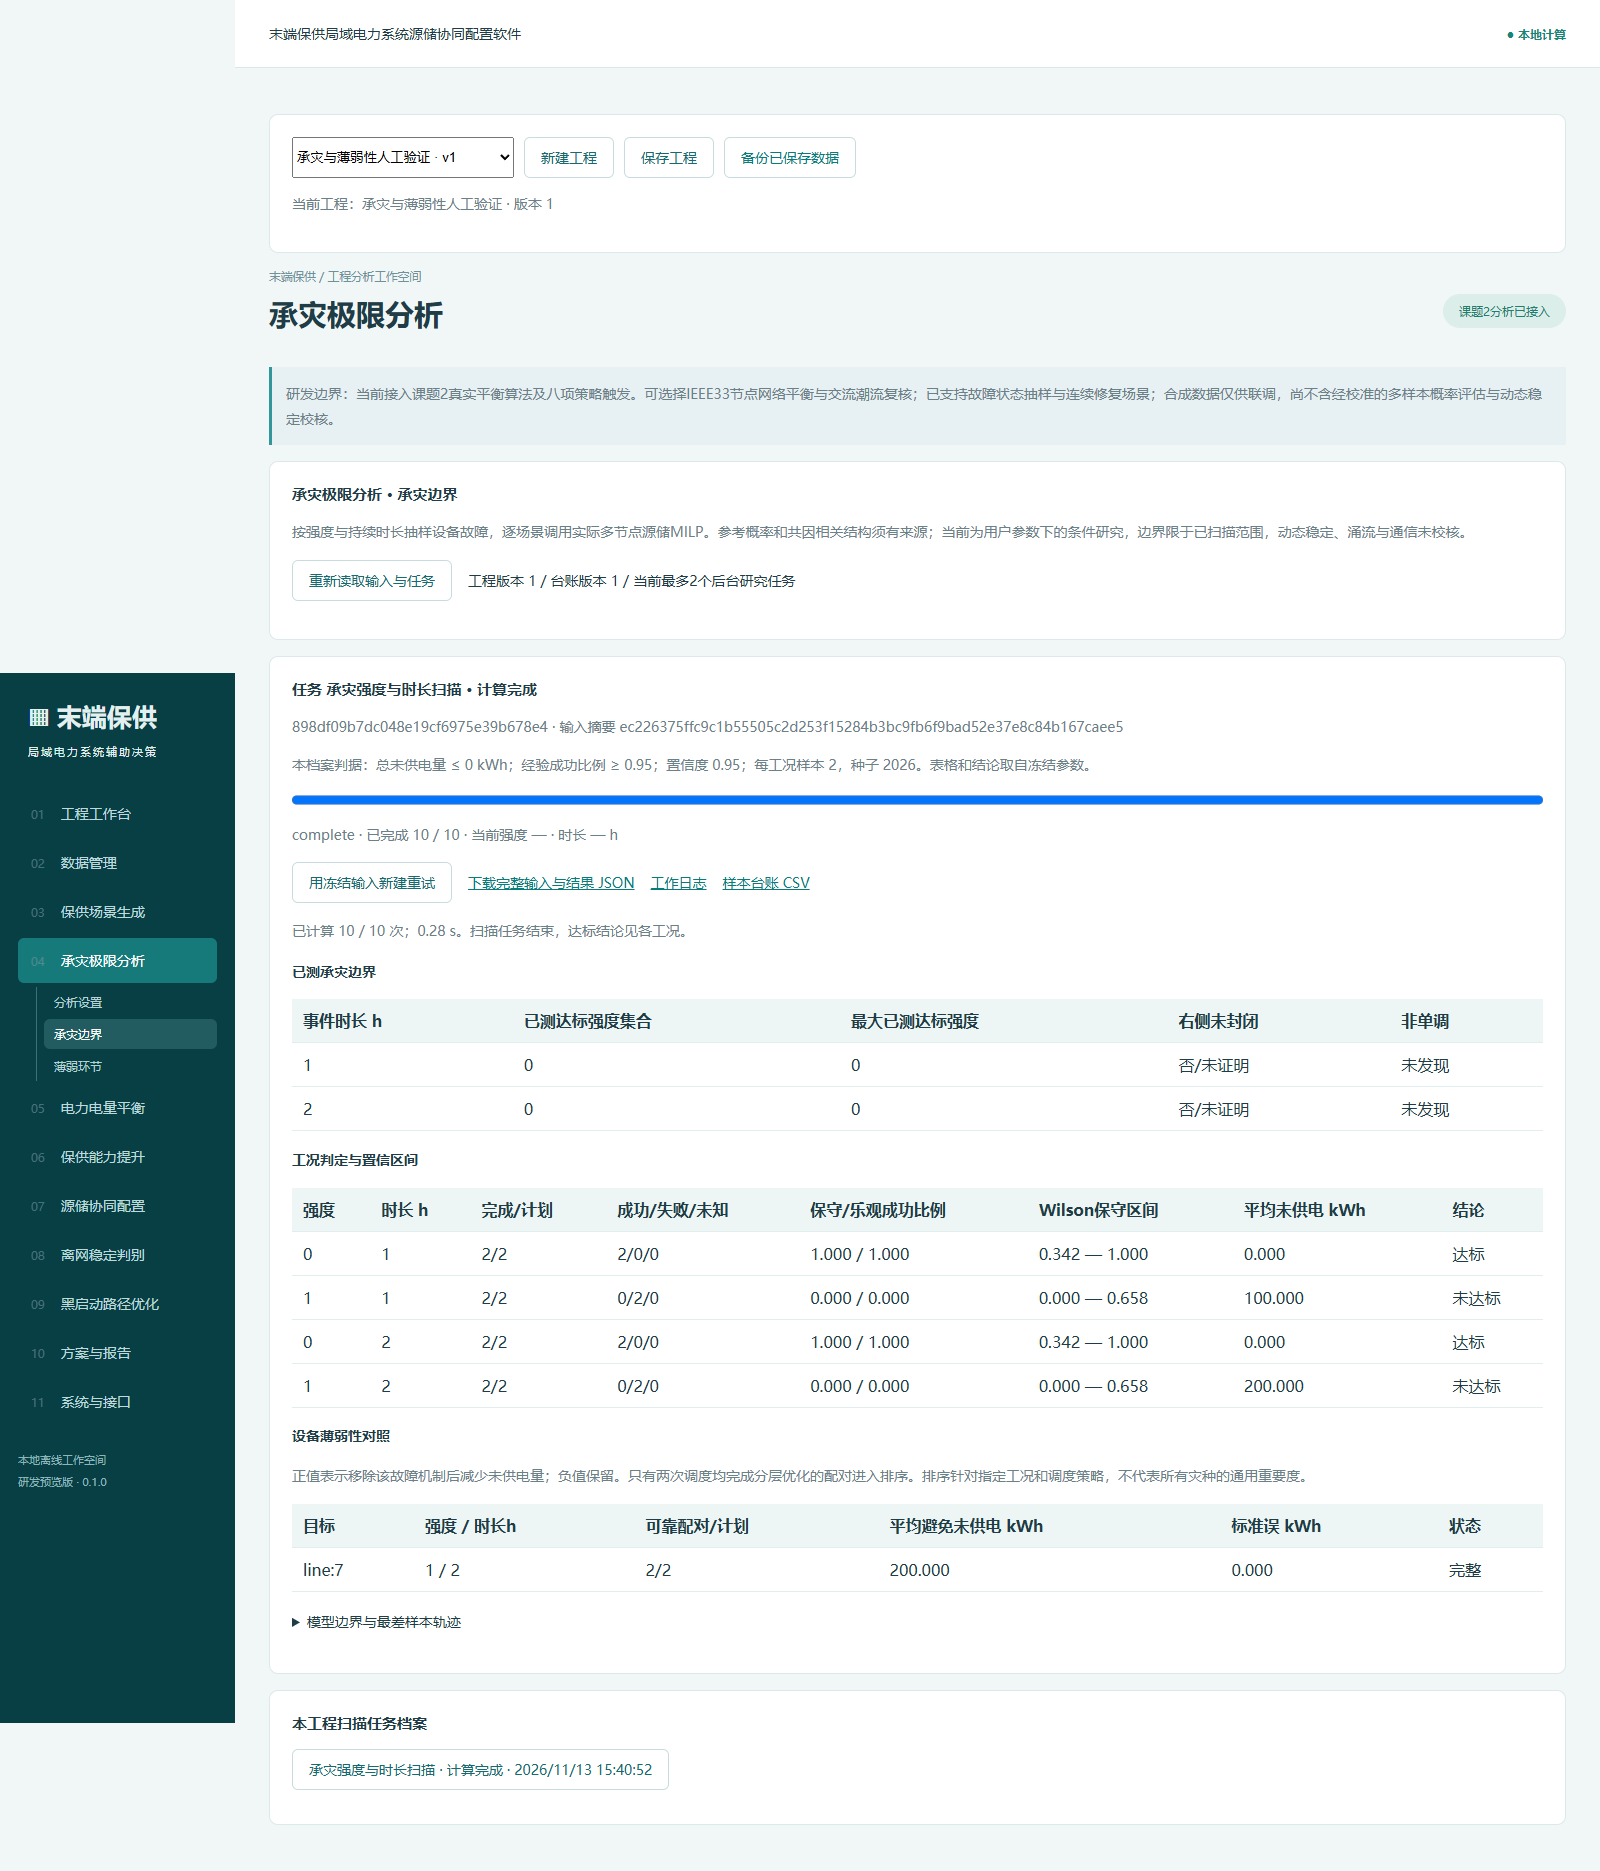 末端保供局域电力系统源储协同配置软件
● 本地计算
承灾与薄弱性人工验证 · v1
新建工程
保存工程
备份已保存数据
当前工程：承灾与薄弱性人工验证 · 版本 1
末端保供 / 工程分析工作空间
承灾极限分析
课题2分析已接入
研发边界：当前接入课题2真实平衡算法及八项策略触发。可选择IEEE33节点网络平衡与交流潮流复核；已支持故障状态抽样与连续修复场景；合成数据仅供联调，尚不含经校准的多样本概率评估与动态稳
定校核。
承灾极限分析 • 承灾边界
按强度与持续时长抽样设备故障，逐场景调用实际多节点源储MILP。参考概率和共因相关结构须有来源；当前为用户参数下的条件研究，边界限于已扫描范围，动态稳定、涌流与通信未校核。
重新读取输入与任务
工程版本 1 / 台账版本 1 / 当前最多2个后台研究任务
任务 承灾强度与时长扫描 • 计算完成
898df09b7dc048e19cf6975e39b678e4 · 输入摘要 ec226375ffc9c1b55505c2d253f15284b3bc9fb6f9bad52e37e8c84b167caee5
本档案判据：总未供电量 ≤ 0 kWh；经验成功比例 ≥ 0.95；置信度 0.95；每工况样本 2，种子 2026。表格和结论取自冻结参数。
complete · 已完成 10 / 10 · 当前强度 — · 时长 — h
用冻结输入新建重试
下载完整输入与结果 JSON
工作日志
样本台账 CSV
已计算 10 / 10 次；0.28 s。扫描任务结束，达标结论见各工况。
已测承灾边界
事件时长 h 已测达标强度集合 最大已测达标强度 右侧未封闭 非单调
1 0 0 否/未证明 未发现
2 0 0 否/未证明 未发现
工况判定与置信区间
强度 时长 h 完成/计划 成功/失败/未知 保守/乐观成功比例 Wilson保守区间 平均未供电 kWh 结论
0 1 2/2 2/0/0 1.000 / 1.000 0.342 — 1.000 0.000 达标
1 1 2/2 0/2/0 0.000 / 0.000 0.000 — 0.658 100.000 未达标
0 2 2/2 2/0/0 1.000 / 1.000 0.342 — 1.000 0.000 达标
1 2 2/2 0/2/0 0.000 / 0.000 0.000 — 0.658 200.000 未达标
设备薄弱性对照
正值表示移除该故障机制后减少未供电量；负值保留。只有两次调度均完成分层优化的配对进入排序。排序针对指定工况和调度策略，不代表所有灾种的通用重要度。
目标 强度 / 时长h 可靠配对/计划 平均避免未供电 kWh 标准误 kWh 状态
line:7 1 / 2 2/2 200.000 0.000 完整
▶ 模型边界与最差样本轨迹
本工程扫描任务档案
承灾强度与时长扫描 · 计算完成 · 2026/11/13 15:40:52
末端保供
局域电力系统辅助决策
01 工程工作台
02 数据管理
03 保供场景生成
04 承灾极限分析
分析设置
承灾边界
薄弱环节
05 电力电量平衡
06 保供能力提升
07 源储协同配置
08 离网稳定判别
09 黑启动路径优化
10 方案与报告
11 系统与接口
本地离线工作空间
研发预览版 · 0.1.0